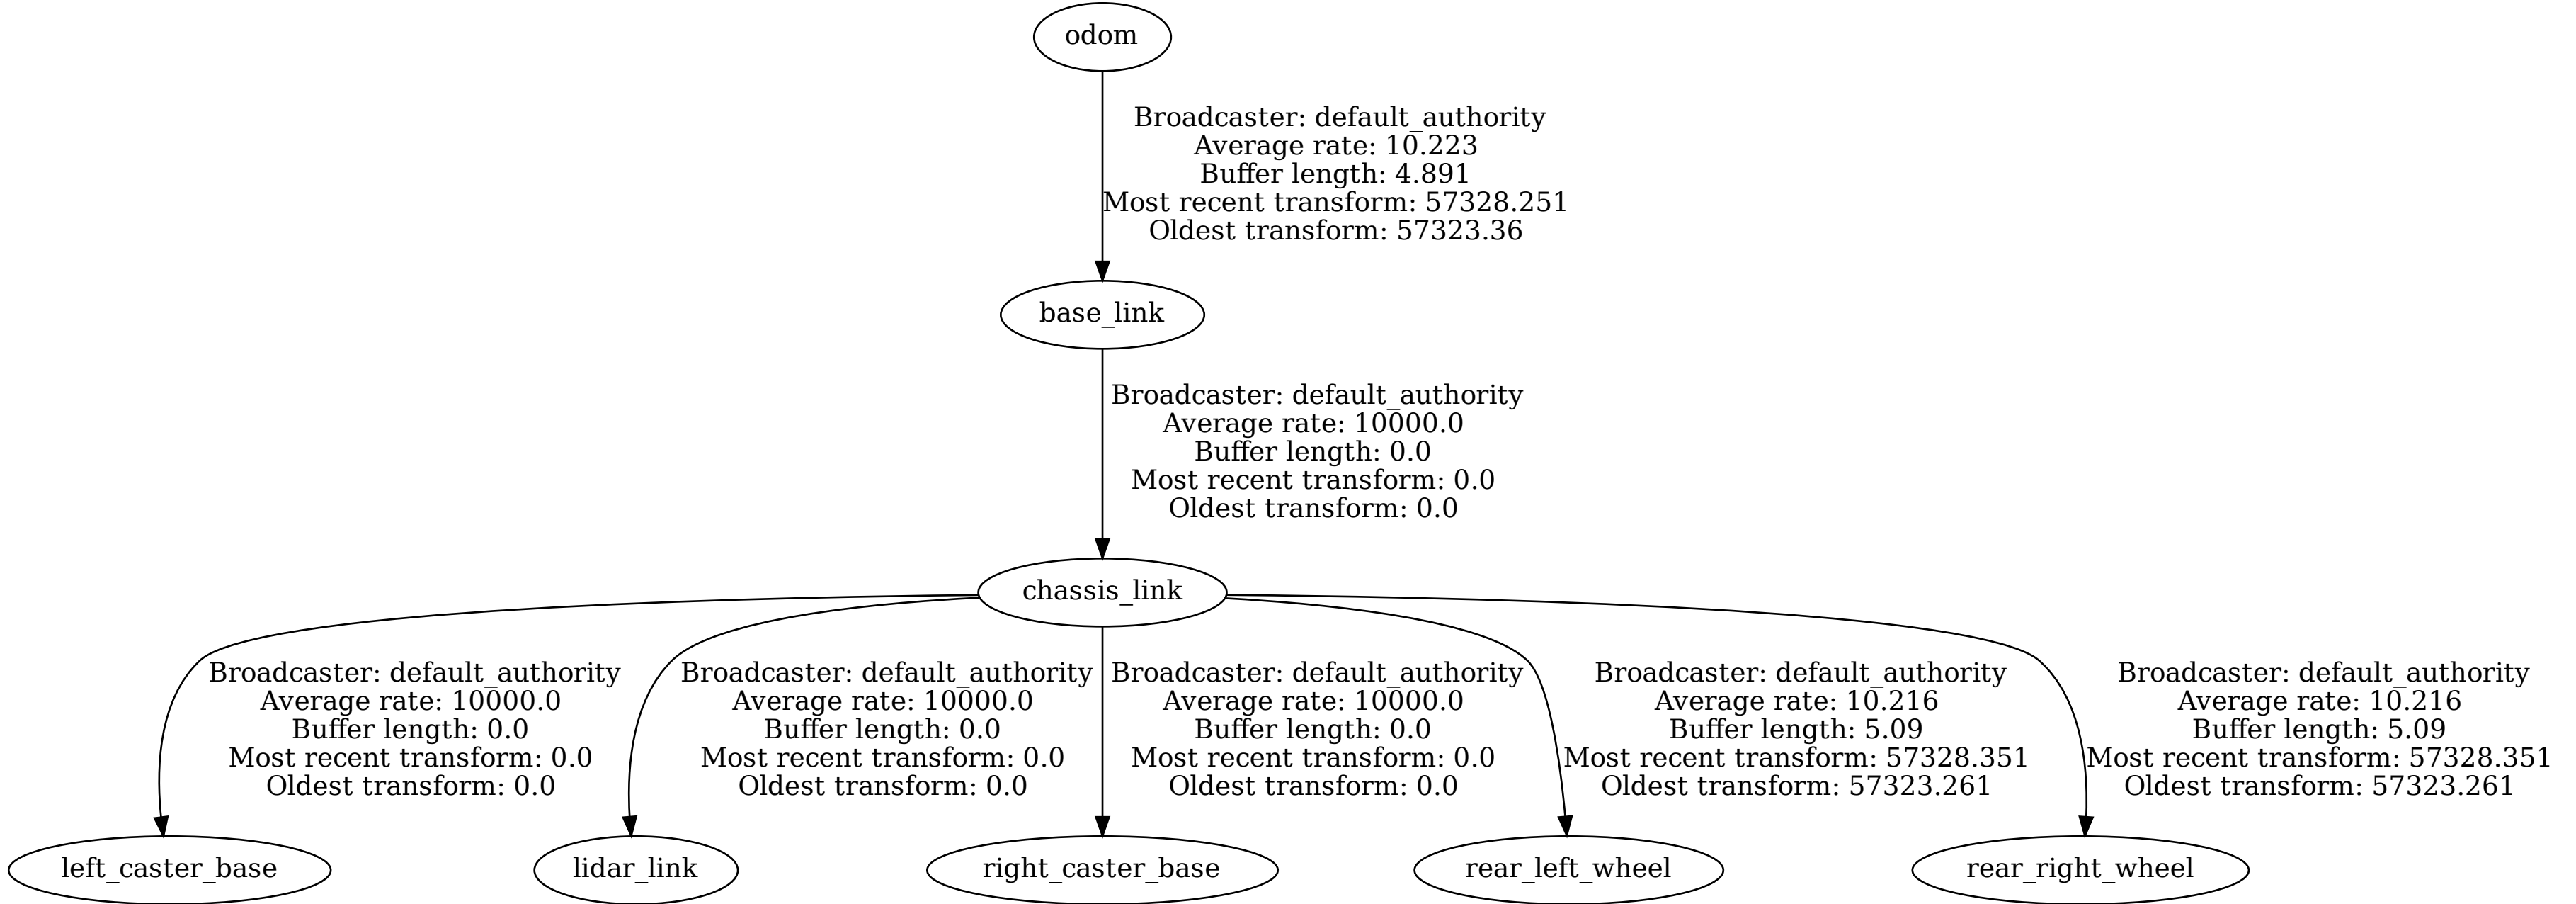 odom
Broadcaster: default_authority
Average rate: 10.223
Buffer length: 4.891
Most recent transform: 57328.251
Oldest transform: 57323.36
base_link
Broadcaster: default_authority
Average rate: 10000.0
Buffer length: 0.0
Most recent transform: 0.0
Oldest transform: 0.0
chassis_link
Broadcaster: default_authority
Average rate: 10000.0
Buffer length: 0.0
Most recent transform: 0.0
Oldest transform: 0.0
Broadcaster: default_authority
Average rate: 10000.0
Buffer length: 0.0
Most recent transform: 0.0
Oldest transform: 0.0
Broadcaster: default_authority
Average rate: 10000.0
Buffer length: 0.0
Most recent transform: 0.0
Oldest transform: 0.0
Broadcaster: default_authority
Average rate: 10.216
Buffer length: 5.09
Most recent transform: 57328.351
Oldest transform: 57323.261
Broadcaster: default_authority
Average rate: 10.216
Buffer length: 5.09
Most recent transform: 57328.351
Oldest transform: 57323.261
left_caster_base
lidar_link
right_caster_base
rear_left_wheel
rear_right_wheel